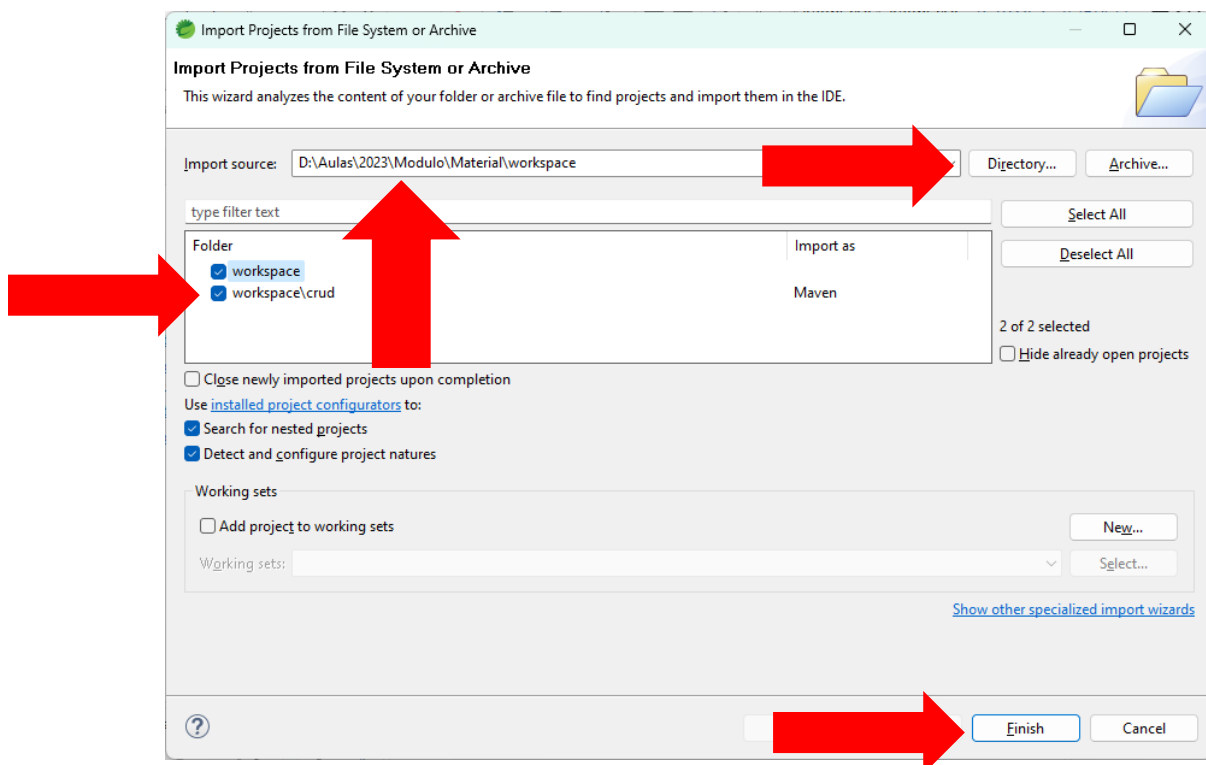 Import Projects from File System or Archive
Import Projects from File System or Archive
This wizard analyzes the content of your folder or archive file to find projects and import them in the IDE.
Import source: D:\Aulas\2023\Modulo\Material\workspace Directory... Archive...
type filter text Select All
Folder Import as Deselect All
workspace
workspace\crud Maven
2 of 2 selected
Hide already open projects
Close newly imported projects upon completion
Use installed project configurators to:
Search for nested projects
Detect and configure project natures
Working sets
Add project to working sets New...
Working sets: Select...
Show other specialized import wizards
? Finish Cancel